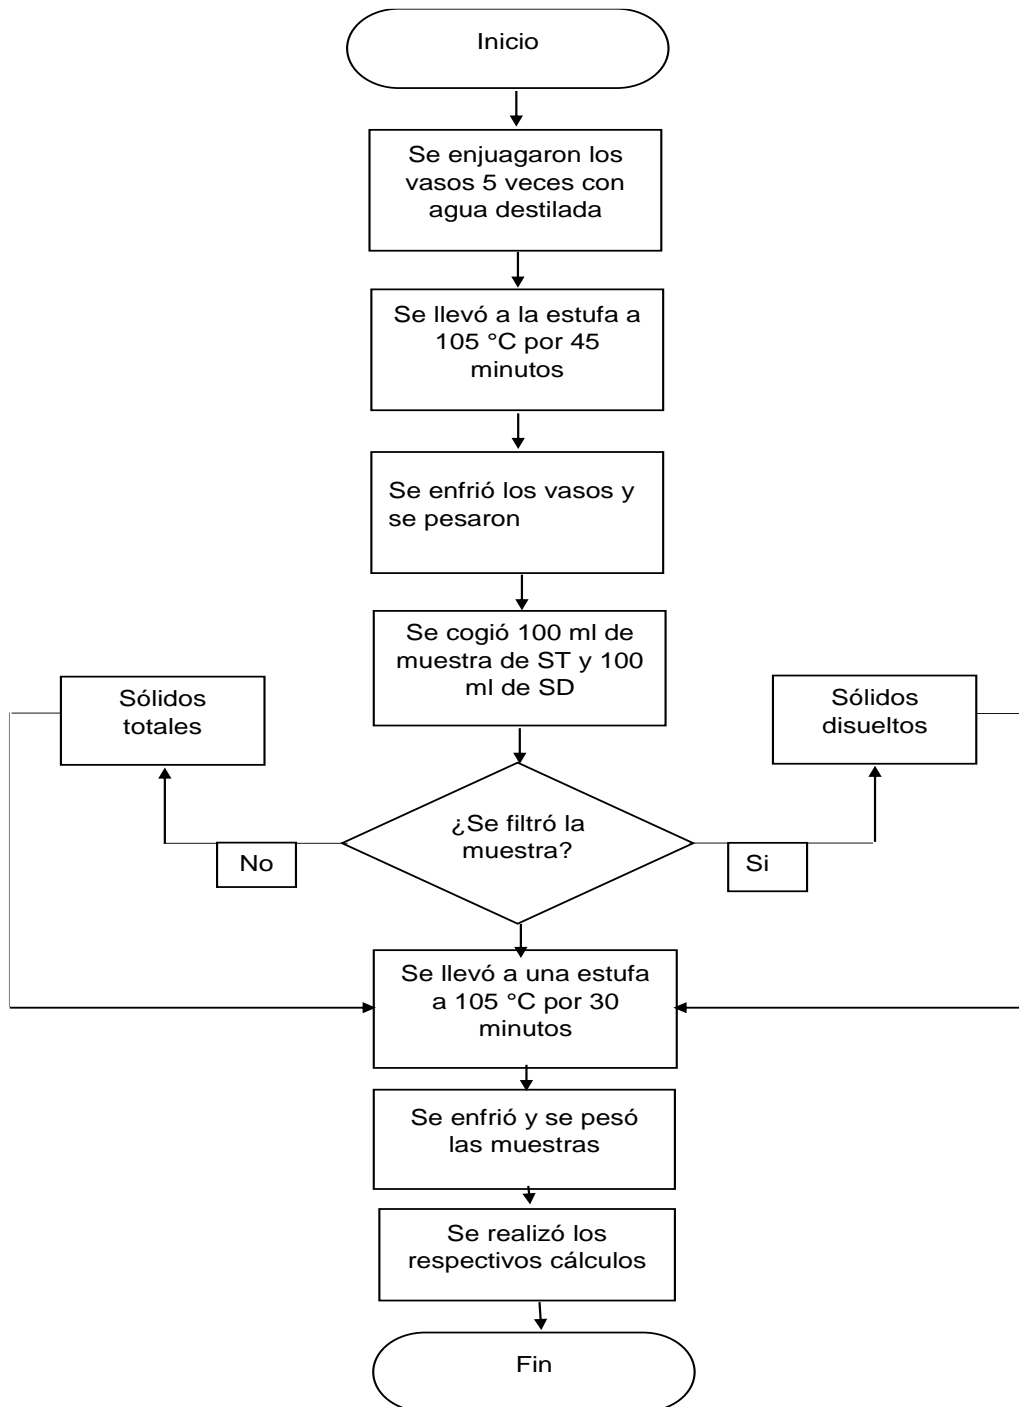 Inicio
Se enjuagaron los
vasos 5 veces con
agua destilada
Se llevó a la estufa a
105 °C por 45
minutos
Se enfrió los vasos y
se pesaron
Se cogió 100 ml de
muestra de ST y 100
ml de SD
Sólidos
totales
Sólidos
disueltos
¿Se filtró la
muestra?
No
Si
Se llevó a una estufa
a 105 °C por 30
minutos
Se enfrió y se pesó
las muestras
Se realizó los
respectivos cálculos
Fin